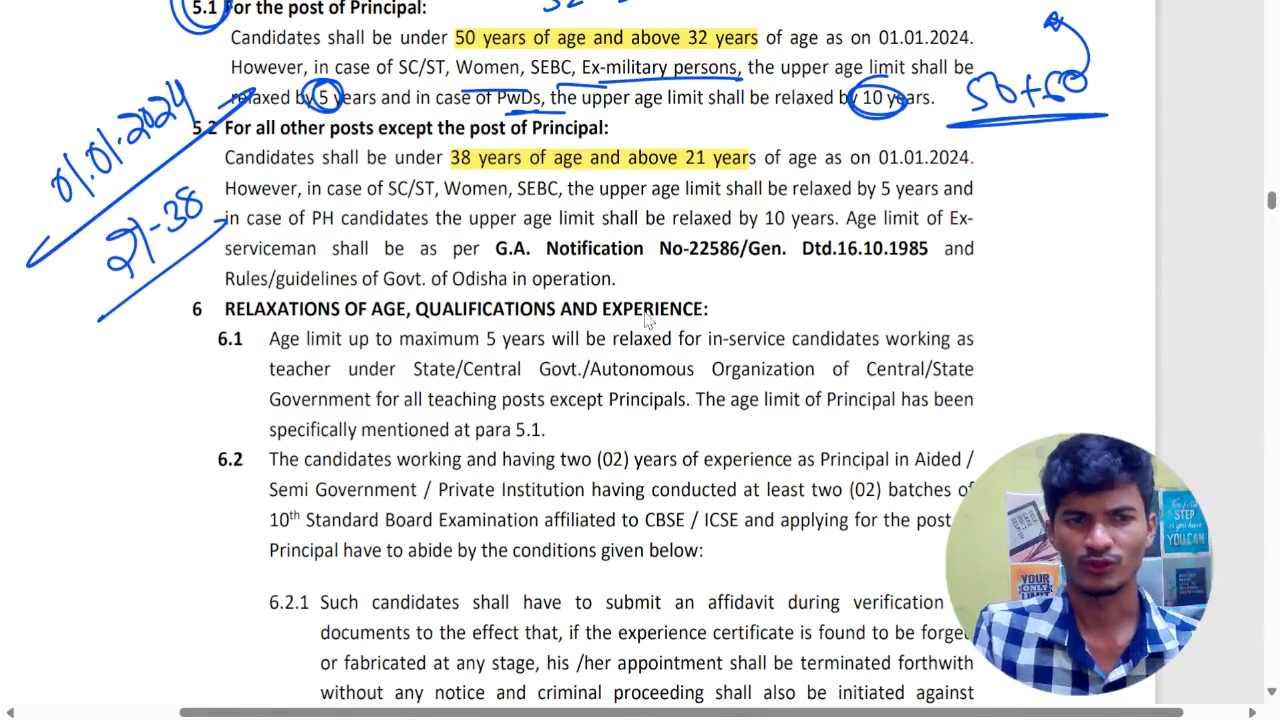 5.1 For the post of Principal:
Candidates shall be under 50 years of age and above 32 years of age as on 01.01.2024.
However, in case of SC/ST, Women, SEBC, Ex-military persons, the upper age limit shall be
relaxed by 5 years and in case of PwDs, the upper age limit shall be relaxed by 10 years.
50+50
01.01.2024
5.2 For all other posts except the post of Principal:
Candidates shall be under 38 years of age and above 21 years of age as on 01.01.2024.
21-38
However, in case of SC/ST, Women, SEBC, the upper age limit shall be relaxed by 5 years and
in case of PH candidates the upper age limit shall be relaxed by 10 years. Age limit of Ex-
serviceman shall be as per G.A. Notification No-22586/Gen. Dtd.16.10.1985 and
Rules/guidelines of Govt. of Odisha in operation.
6 RELAXATIONS OF AGE, QUALIFICATIONS AND EXPERIENCE:
6.1 Age limit up to maximum 5 years will be relaxed for in-service candidates working as
teacher under State/Central Govt./Autonomous Organization of Central/State
Government for all teaching posts except Principals. The age limit of Principal has been
specifically mentioned at para 5.1.
6.2 The candidates working and having two (02) years of experience as Principal in Aided /
Semi Government / Private Institution having conducted at least two (02) batches of
10th Standard Board Examination affiliated to CBSE / ICSE and applying for the post
Principal have to abide by the conditions given below:
6.2.1 Such candidates shall have to submit an affidavit during verification
documents to the effect that, if the experience certificate is found to be forged
or fabricated at any stage, his /her appointment shall be terminated forthwith
without any notice and criminal proceeding shall also be initiated against
STEP
YOU CAN
YOUR
ONLY
LIMIT